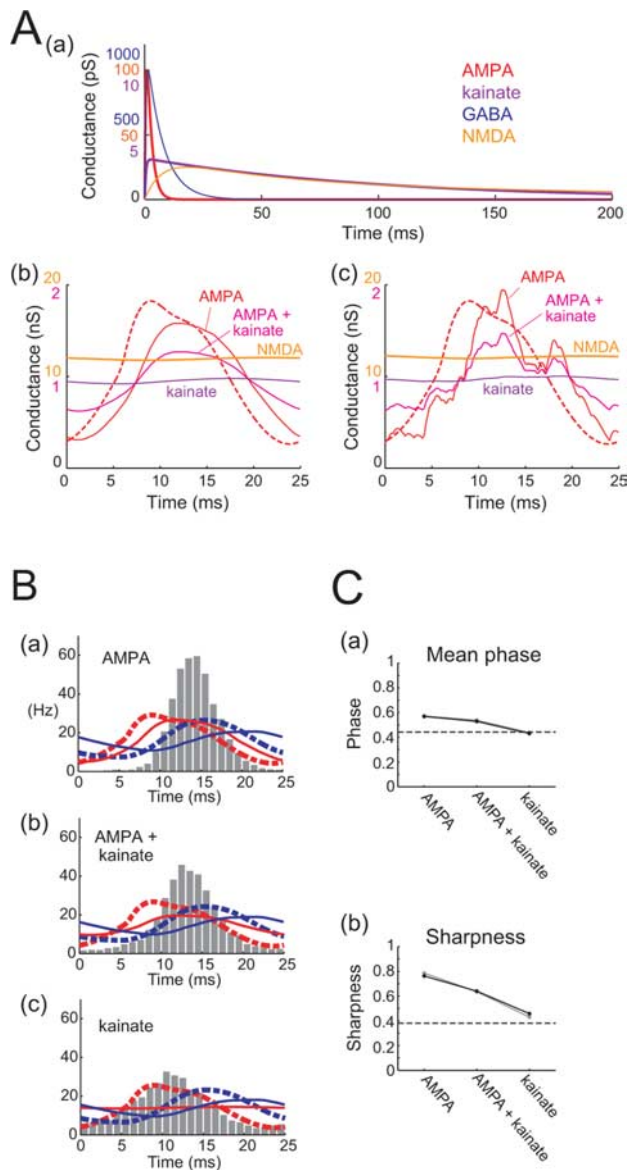 A
(a)
Conductance (pS)
1000
100
10
500
50
5
0
AMPA
kainate
GABA
NMDA
0 50 100 150 200
Time (ms)
(b)
Conductance (nS)
20
2
10
1
0
AMPA
AMPA +
kainate
NMDA
kainate
0 5 10 15 20 25
Time (ms)
(c)
Conductance (nS)
20
2
10
1
0
AMPA
AMPA +
kainate
NMDA
kainate
0 5 10 15 20 25
Time (ms)
B
(a)
AMPA
60
40
(Hz)
20
0
0 5 10 15 20 25
Time (ms)
(b)
AMPA +
kainate
60
40
20
0
0 5 10 15 20 25
Time (ms)
(c)
kainate
60
40
20
0
0 5 10 15 20 25
Time (ms)
C
(a)
Mean phase
Phase
1
0.8
0.6
0.4
0.2
0
AMPA
AMPA + kainate
kainate
(b)
Sharpness
Sharpness
1
0.8
0.6
0.4
0.2
0
AMPA
AMPA + kainate
kainate